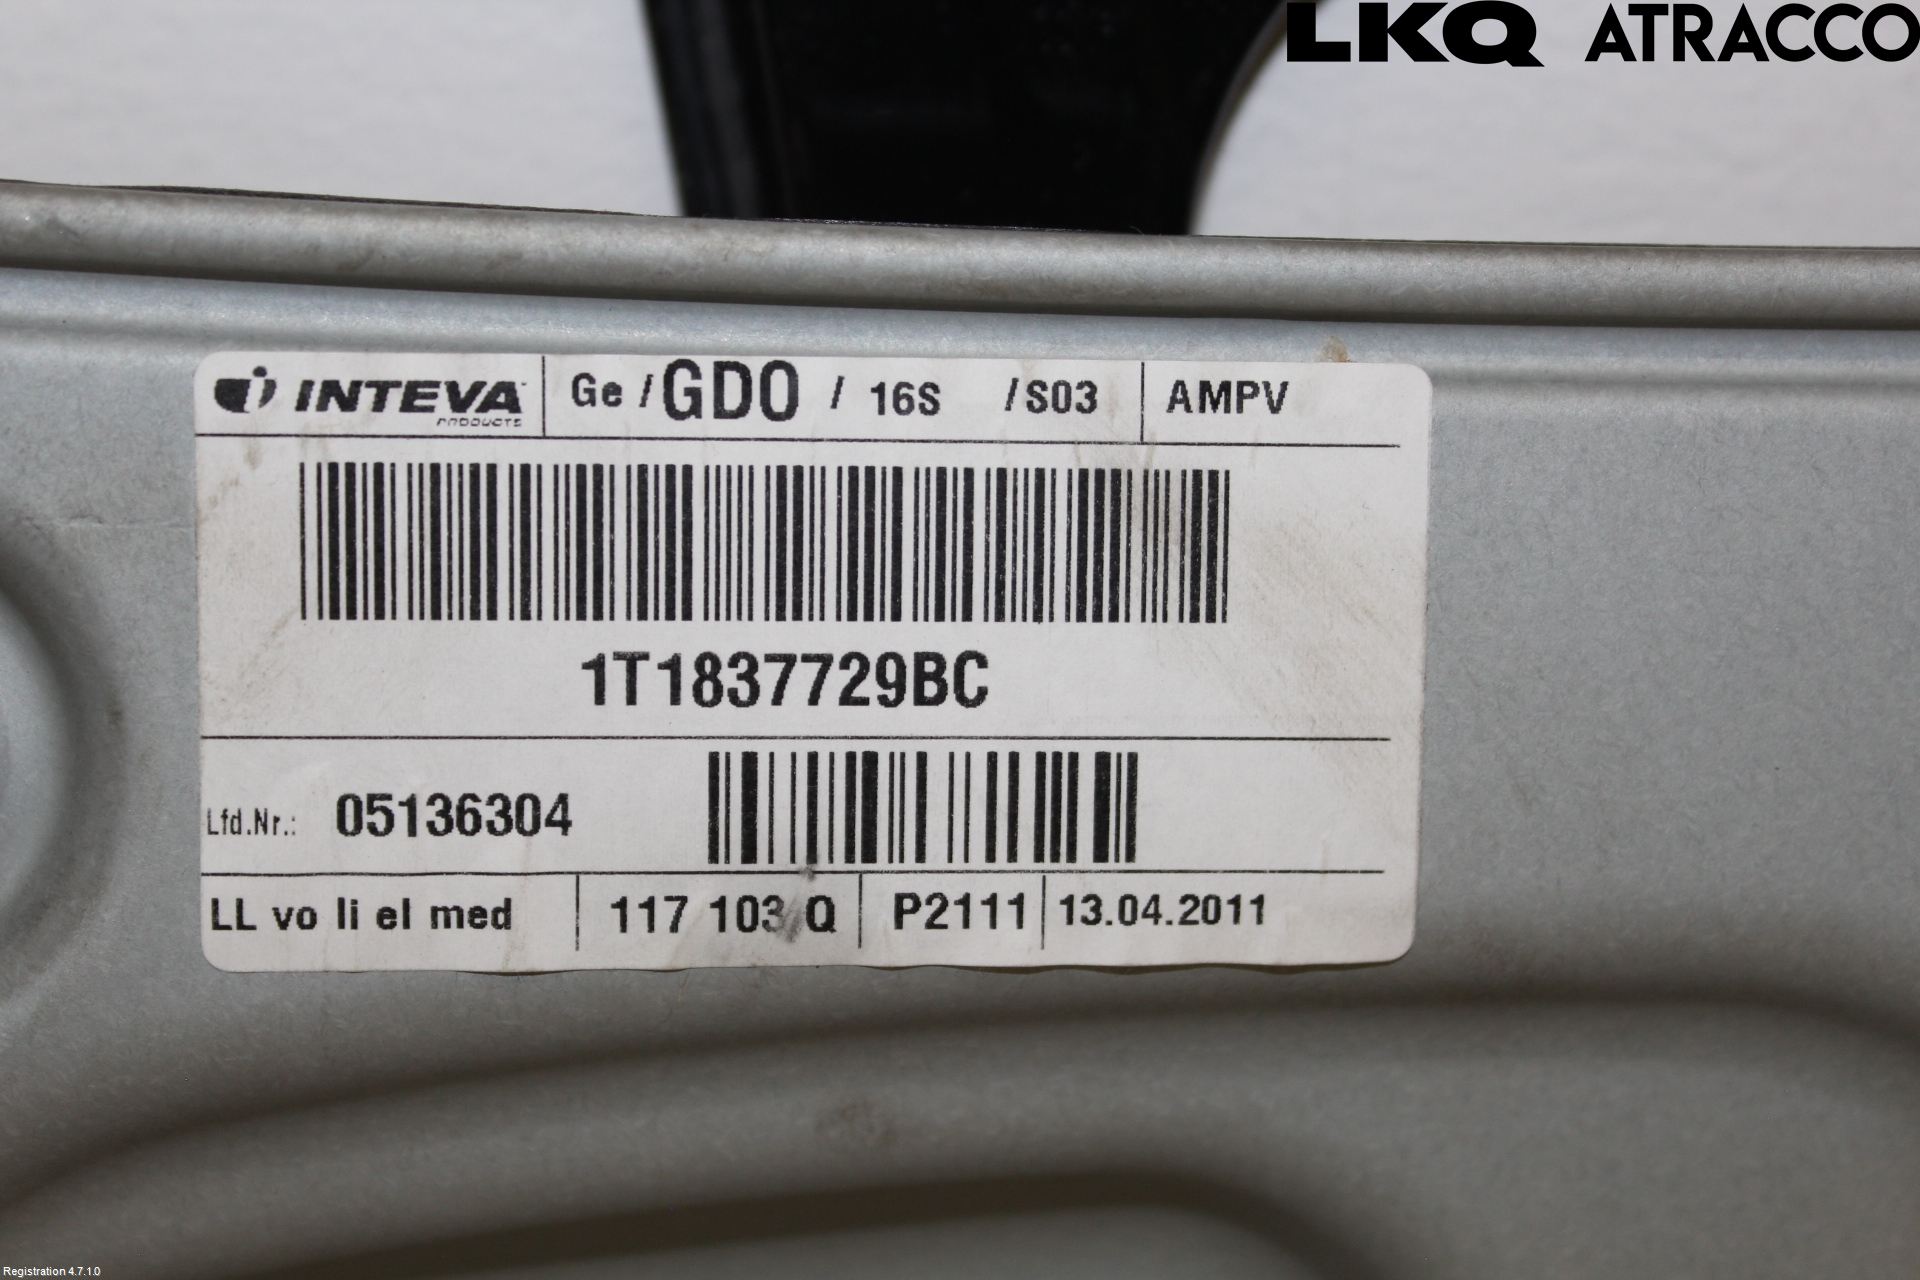 LKQ ATRACCO
INTEVA Ge / GDO / 16S /S03 AMPV
PRODUCTS
1T1837729BC
Lfd.Nr.: 05136304
LL vo li el med 117 103 Q P2111 13.04.2011
Registration 4.7.1.0